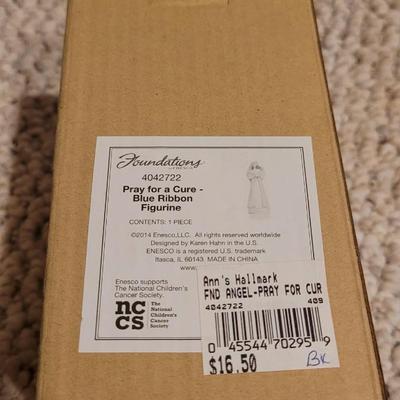 Foundations
4042722
Pray for a Cure -
Blue Ribbon
Figurine
CONTENTS: 1 PIECE
©2014 Enesco,LLC. All rights reserved worldwide
Designed by Karen Hahn in the U.S.
ENESCO is a registered U.S. trademark.
Itasca, IL 60143 MADE IN CHINA
Enesco supports
The National Children's
Cancer Society.
nc
cs
The
National
Children's
Cancer
Society
Ann's Hallmark
FND ANGEL-PRAY FOR CUR
4042722 409
0 45544 70295 9
$16.50
BK